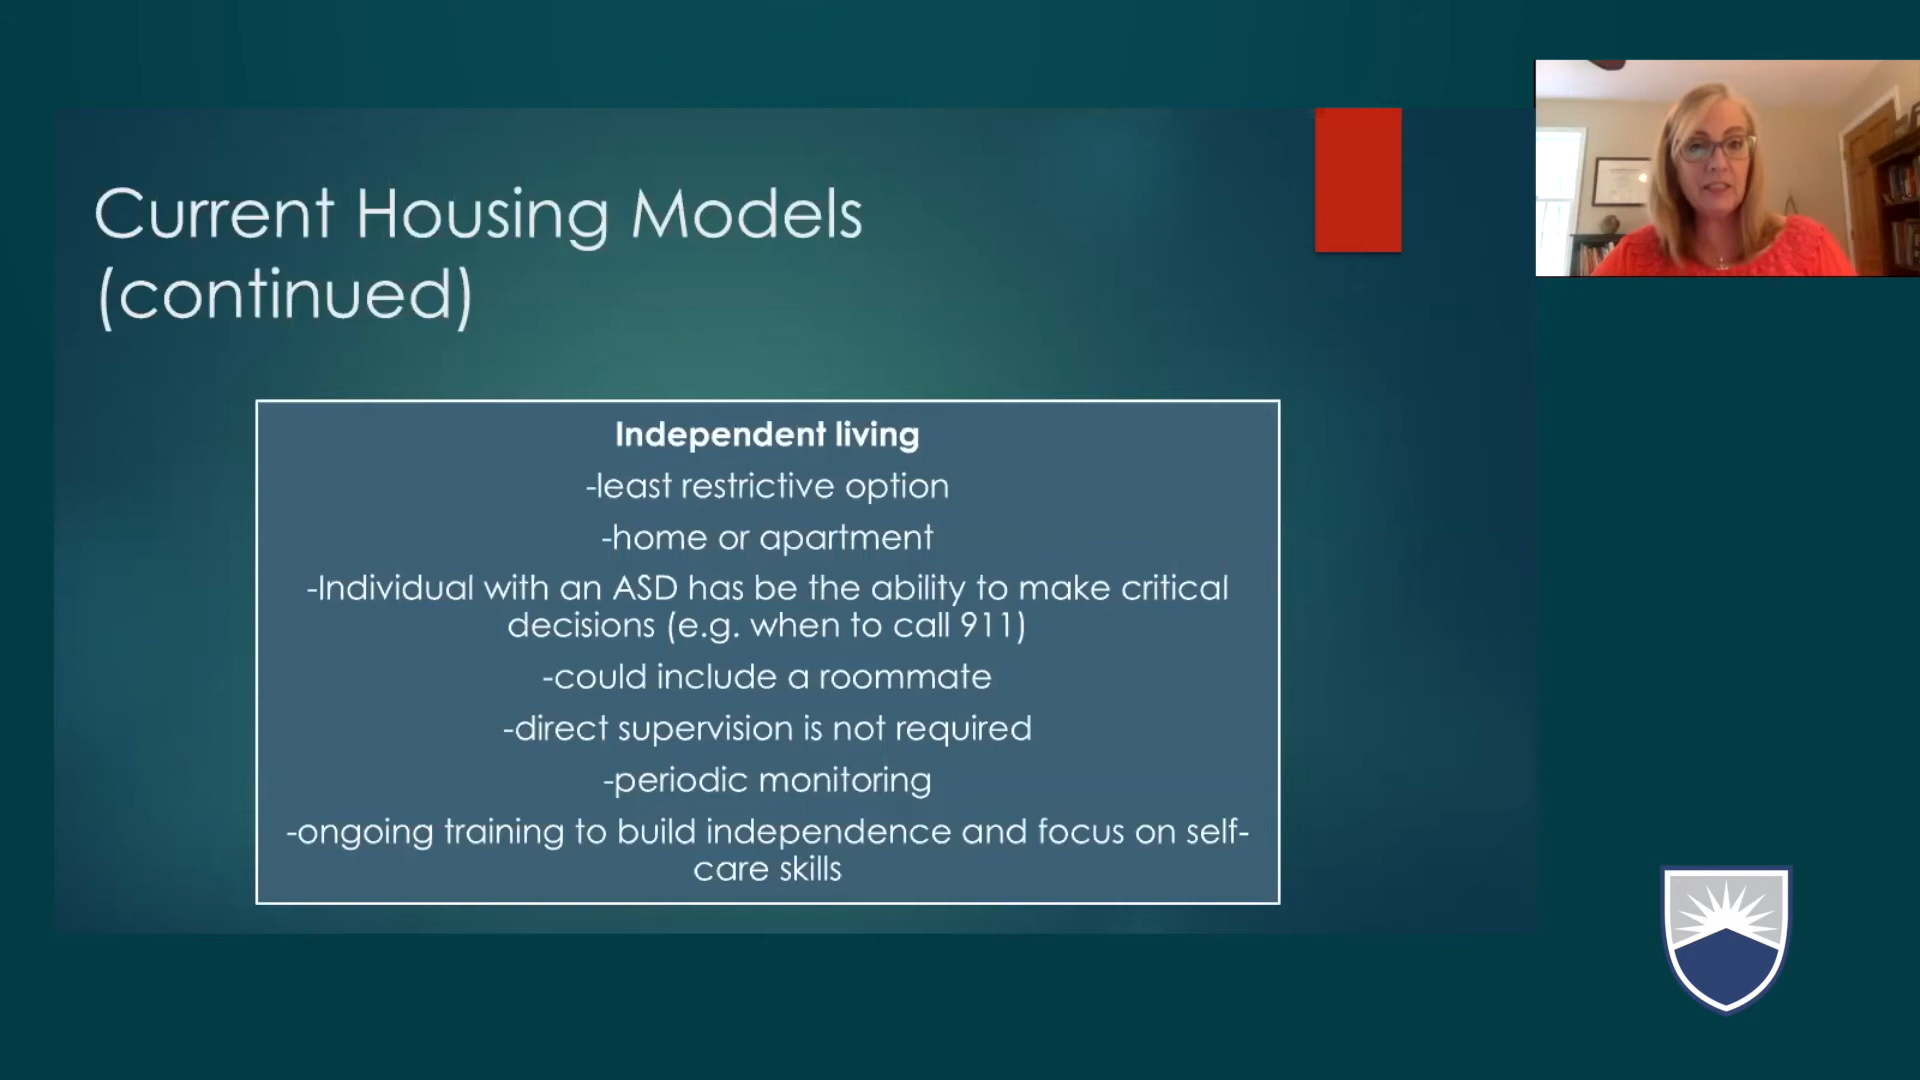 Current Housing Models
(continued)
Independent living
-least restrictive option
-home or apartment
-Individual with an ASD has be the ability to make critical
decisions (e.g. when to call 911)
-could include a roommate
-direct supervision is not required
-periodic monitoring
-ongoing training to build independence and focus on self-
care skills